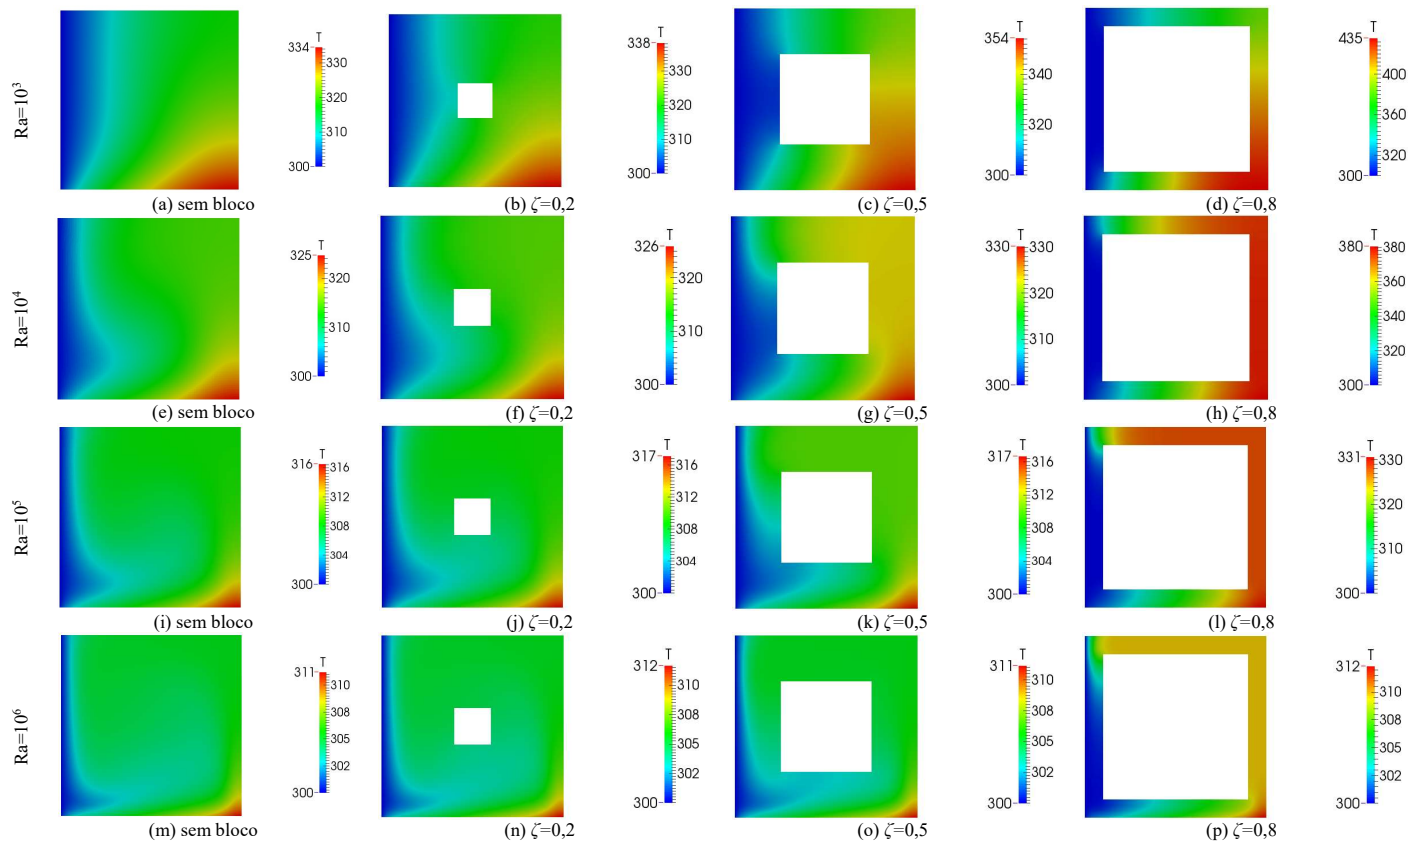 Ra=10³
T
334
330
320
310
300
(a) sem bloco
T
338
330
320
310
300
(b) ζ=0,2
T
354
340
320
300
(c) ζ=0,5
T
435
400
360
320
300
(d) ζ=0,8
Ra=10⁴
T
325
320
310
300
(e) sem bloco
T
326
320
310
300
(f) ζ=0,2
T
330
330
320
310
300
(g) ζ=0,5
T
380
380
360
340
320
300
(h) ζ=0,8
Ra=10⁵
T
316
316
312
308
304
300
(i) sem bloco
T
317
316
312
308
304
300
(j) ζ=0,2
T
317
316
312
308
304
300
(k) ζ=0,5
T
331
330
320
310
300
(l) ζ=0,8
Ra=10⁶
T
311
310
308
305
302
300
(m) sem bloco
T
312
310
308
305
302
300
(n) ζ=0,2
T
311
310
308
305
302
300
(o) ζ=0,5
T
312
310
308
305
302
300
(p) ζ=0,8